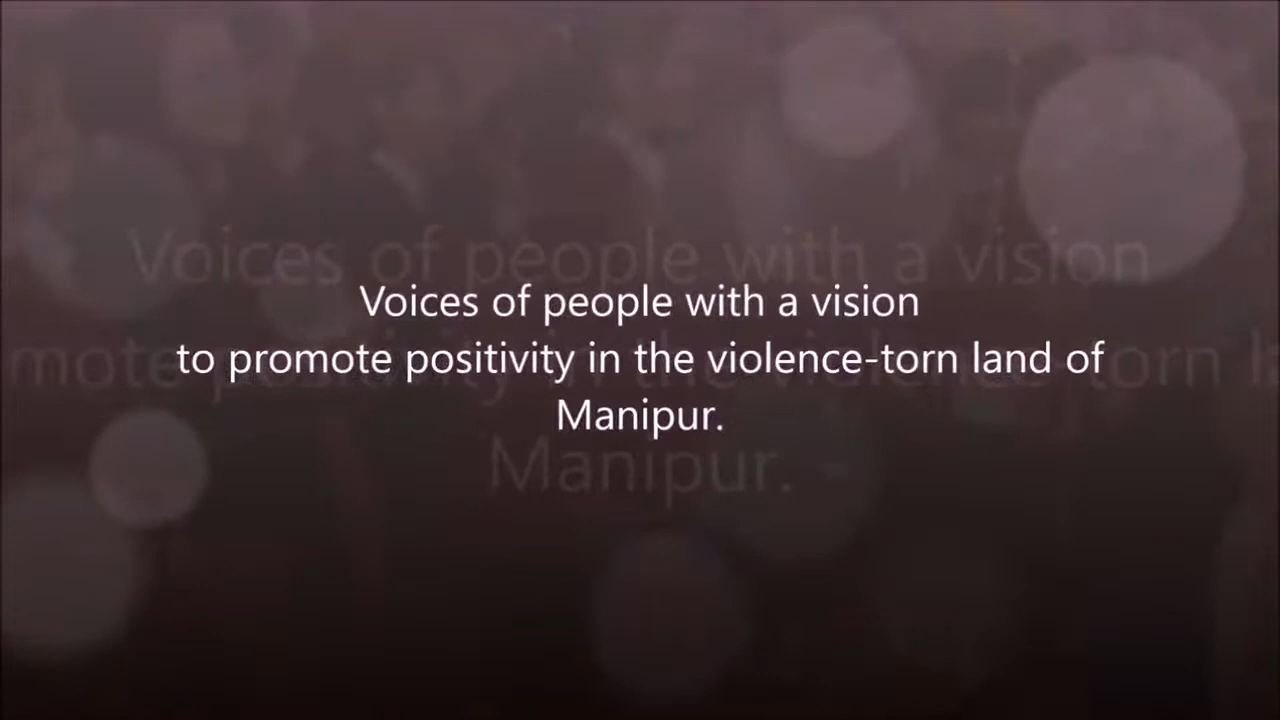 Voices of people with a vision
to promote positivity in the violence-torn land of
Manipur.